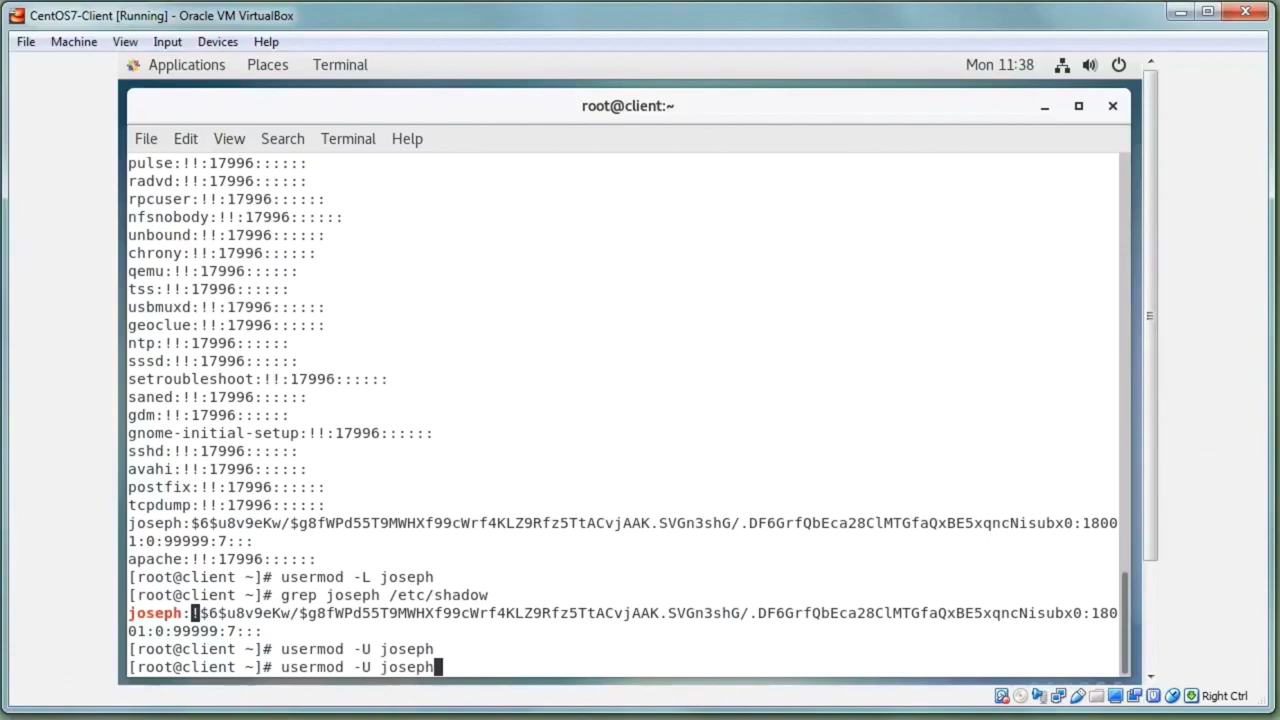 CentOS7-Client [Running] - Oracle VM VirtualBox
File Machine View Input Devices Help
Applications Places Terminal Mon 11:38
root@client:~
File Edit View Search Terminal Help
pulse:!!:17996::::::
radvd:!!:17996::::::
rpcuser:!!:17996::::::
nfsnobody:!!:17996::::::
unbound:!!:17996::::::
chrony:!!:17996::::::
qemu:!!:17996::::::
tss:!!:17996::::::
usbmuxd:!!:17996::::::
geoclue:!!:17996::::::
ntp:!!:17996::::::
sssd:!!:17996::::::
setroubleshoot:!!:17996::::::
saned:!!:17996::::::
gdm:!!:17996::::::
gnome-initial-setup:!!:17996::::::
sshd:!!:17996::::::
avahi:!!:17996::::::
postfix:!!:17996::::::
tcpdump:!!:17996::::::
joseph:$6$u8v9eKw/$g8fWPd55T9MWHXf99cWrf4KLZ9Rfz5TtACvjAAK.SVGn3shG/.DF6GrfQbEca28ClMTGfaQxBE5xqncNisubx0:1800
1:0:99999:7:::
apache:!!:17996::::::
[root@client ~]# usermod -L joseph
[root@client ~]# grep joseph /etc/shadow
joseph:!$6$u8v9eKw/$g8fWPd55T9MWHXf99cWrf4KLZ9Rfz5TtACvjAAK.SVGn3shG/.DF6GrfQbEca28ClMTGfaQxBE5xqncNisubx0:180
01:0:99999:7:::
[root@client ~]# usermod -U joseph
[root@client ~]# usermod -U joseph
Right Ctrl